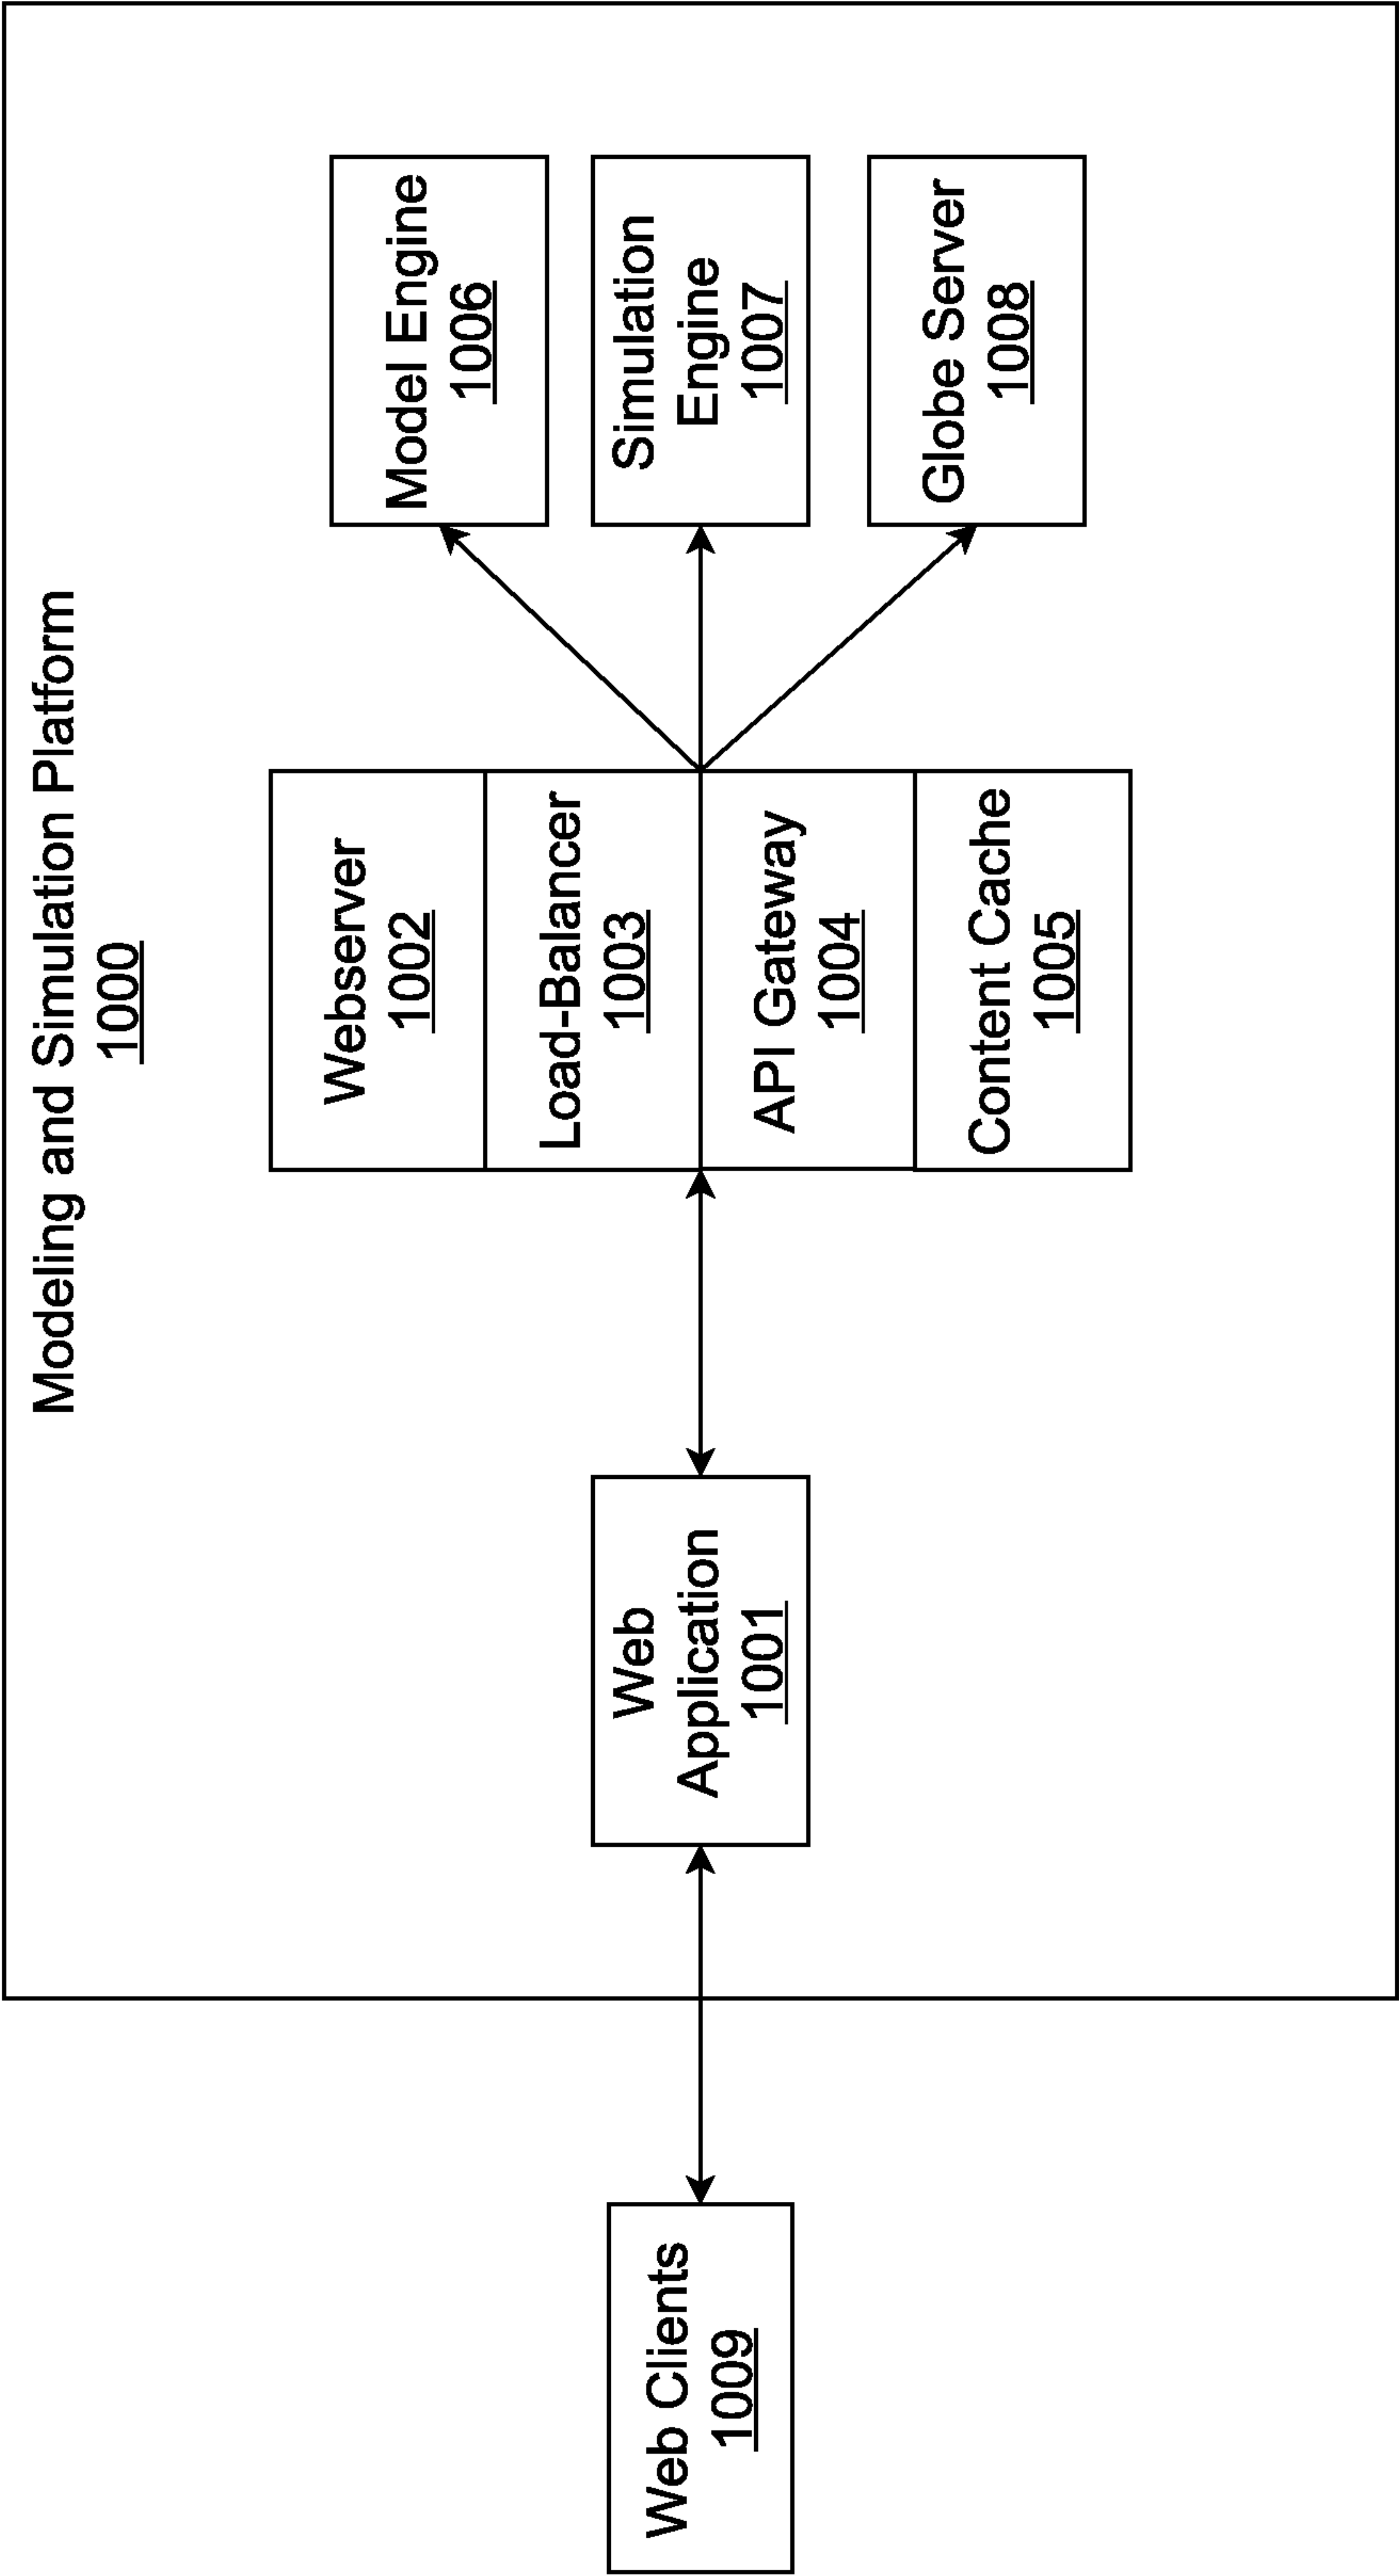 Modeling and Simulation Platform
1000
Web Clients
1009
Web
Application
1001
Webserver
1002
Load-Balancer
1003
API Gateway
1004
Content Cache
1005
Model Engine
1006
Simulation
Engine
1007
Globe Server
1008